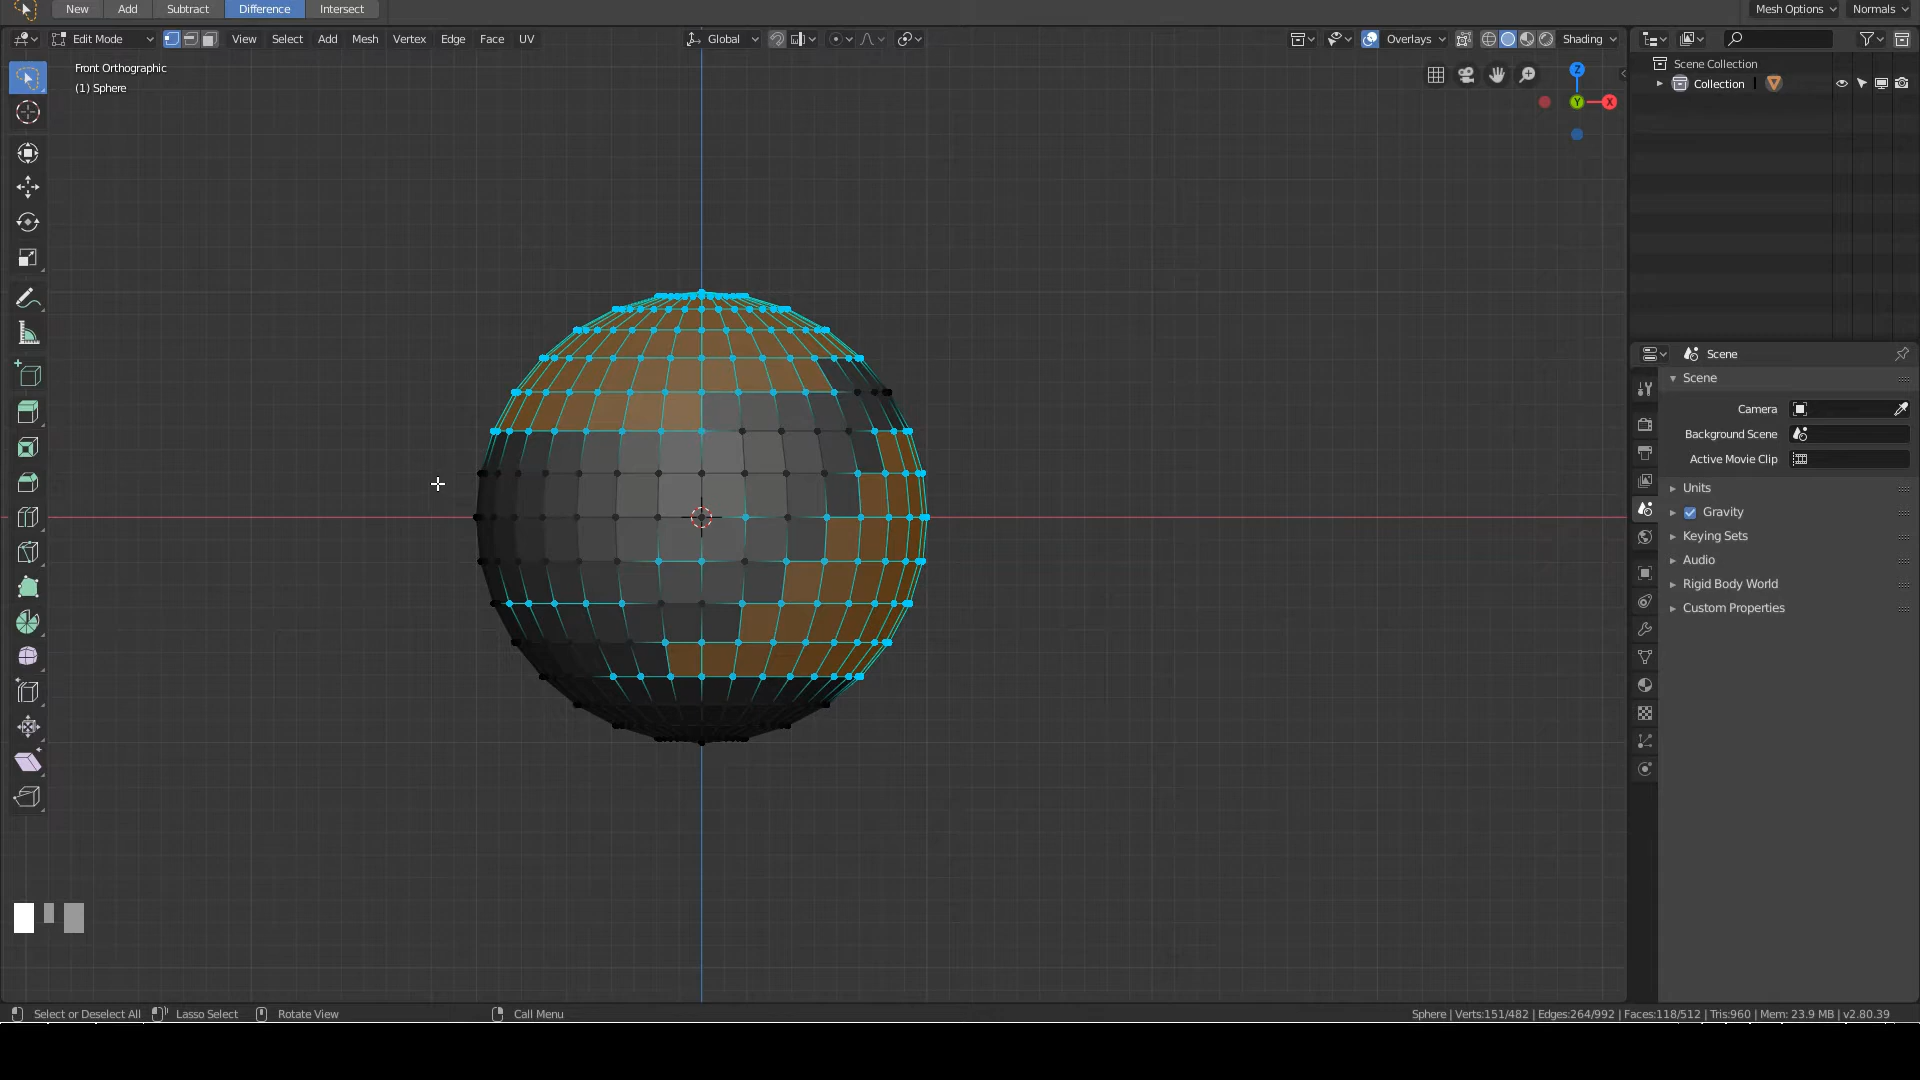 New Add Subtract Difference Intersect Mesh Options Normals
Edit Mode View Select Add Mesh Vertex Edge Face UV Global Overlays Shading
Front Orthographic
(1) Sphere
Z
Y
X
Scene Collection
Collection
Scene
Scene
Camera
Background Scene
Active Movie Clip
Units
Gravity
Keying Sets
Audio
Rigid Body World
Custom Properties
Select or Deselect All Lasso Select Rotate View Call Menu Sphere | Verts:151/482 | Edges:264/992 | Faces:118/512 | Tris:960 | Mem: 23.9 MB | v2.80.39